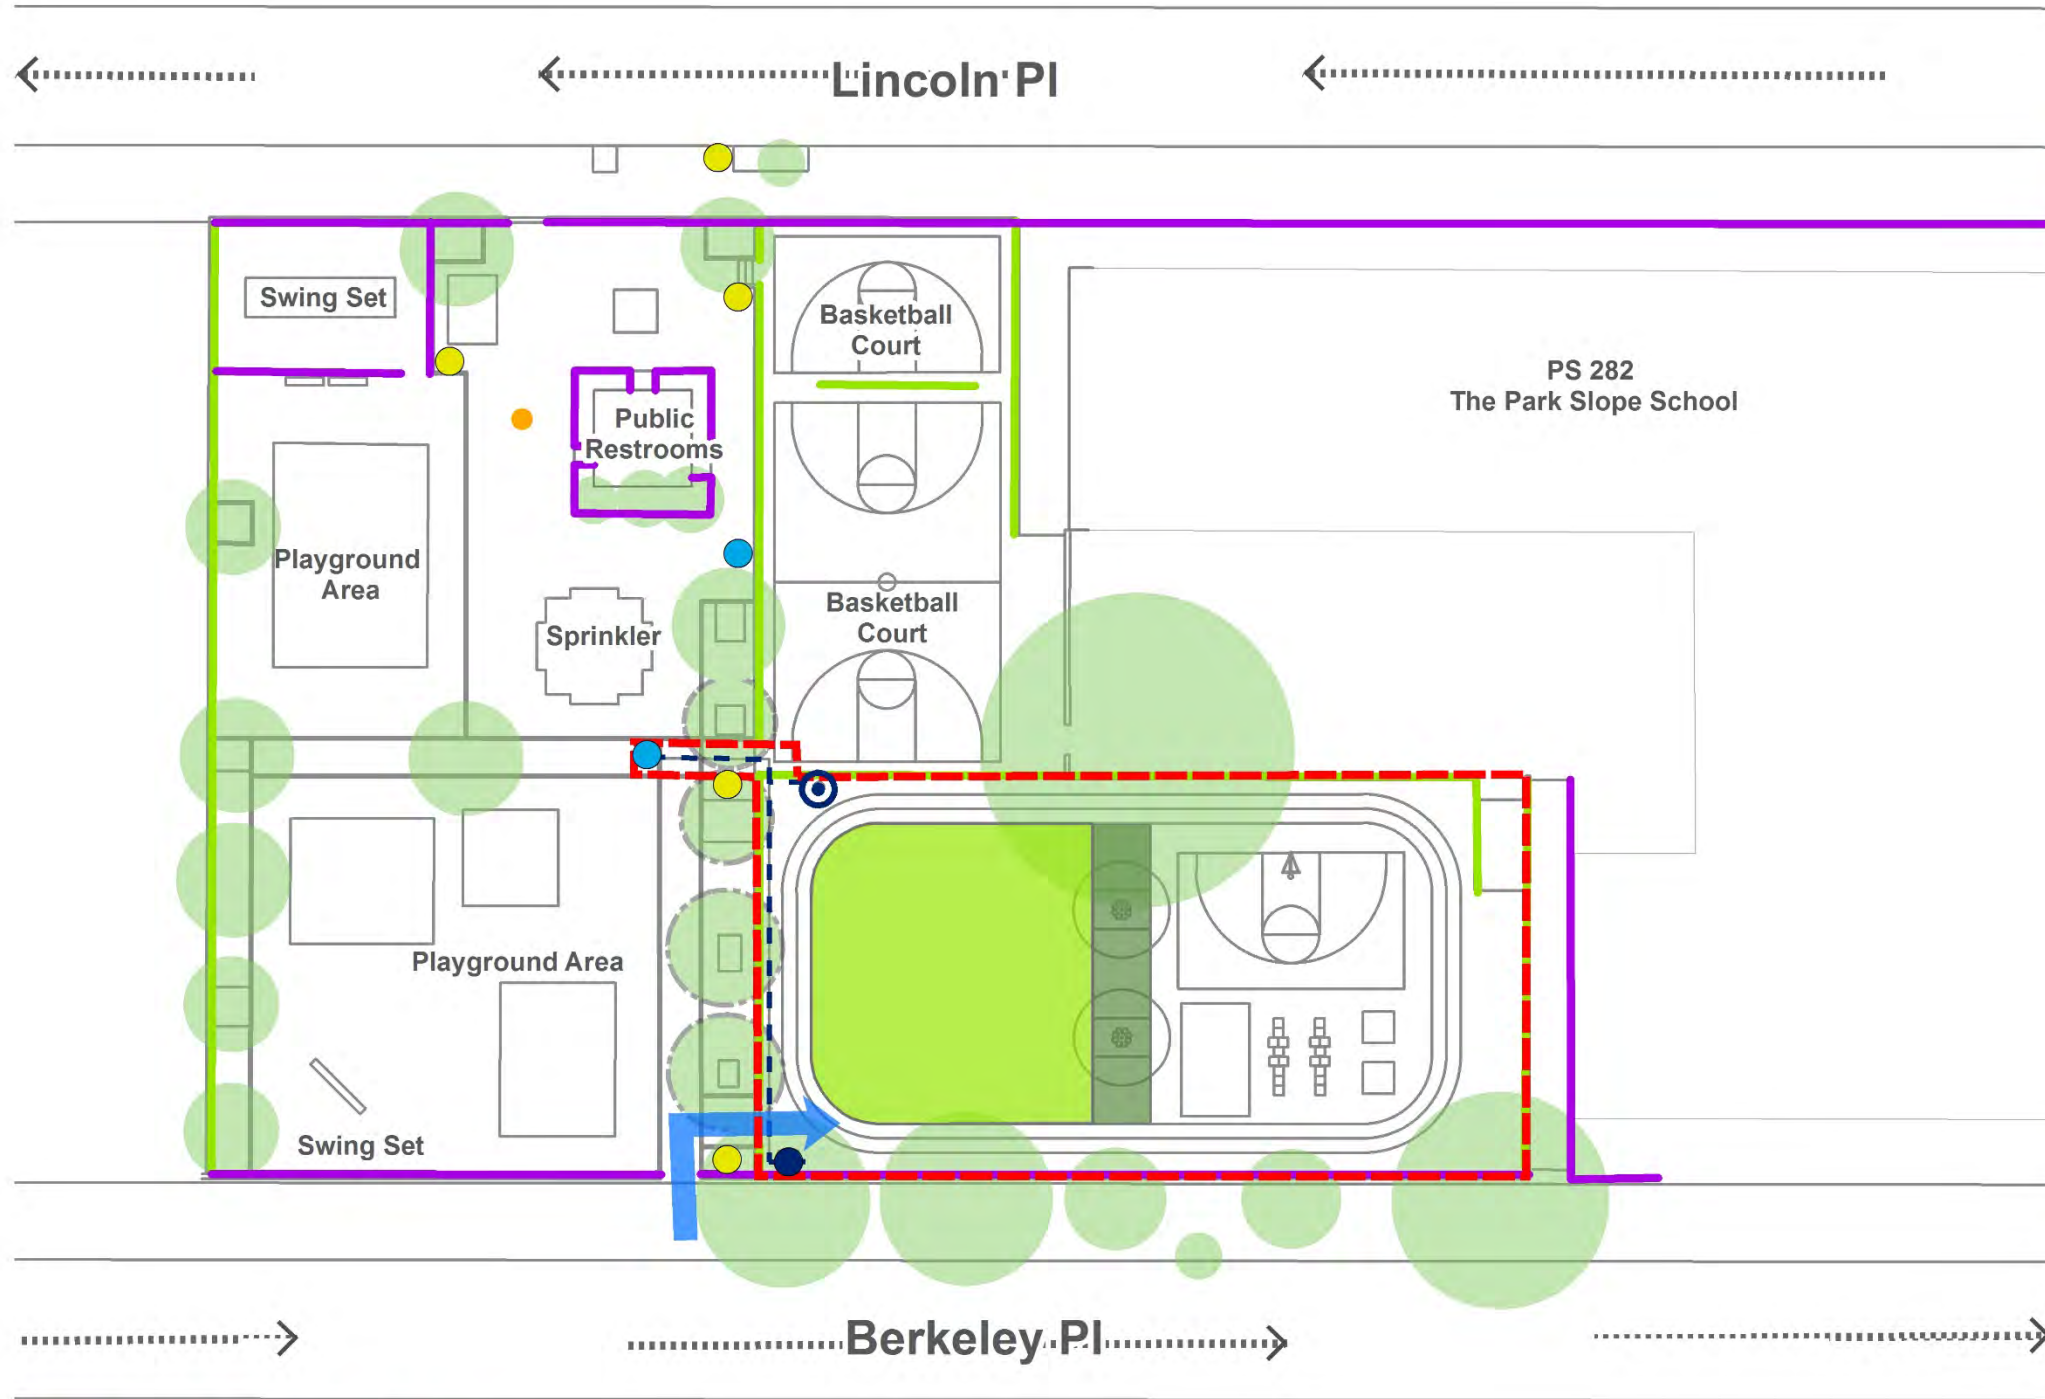 Lincoln Pl
Swing Set
Basketball
Court
PS 282
The Park Slope School
Public
Restrooms
Playground
Area
Basketball
Court
Sprinkler
Playground Area
Swing Set
Berkeley Pl